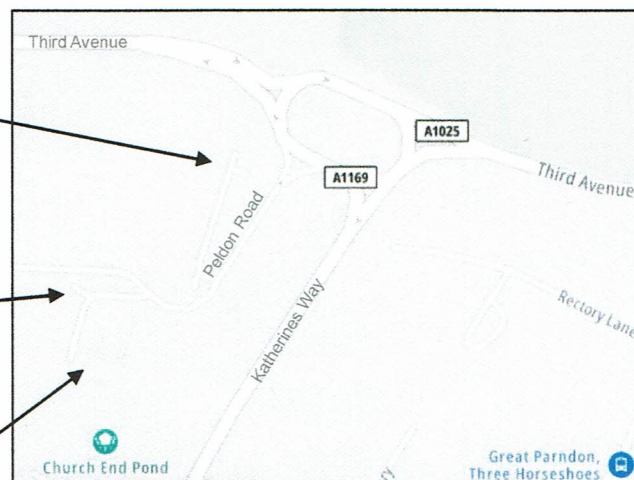 Third Avenue
A1025
A1169
Third Avenue
Peldon Road
Rectory Lane
Katherines Way
Church End Pond
Great Parndon,
Three Horseshoes